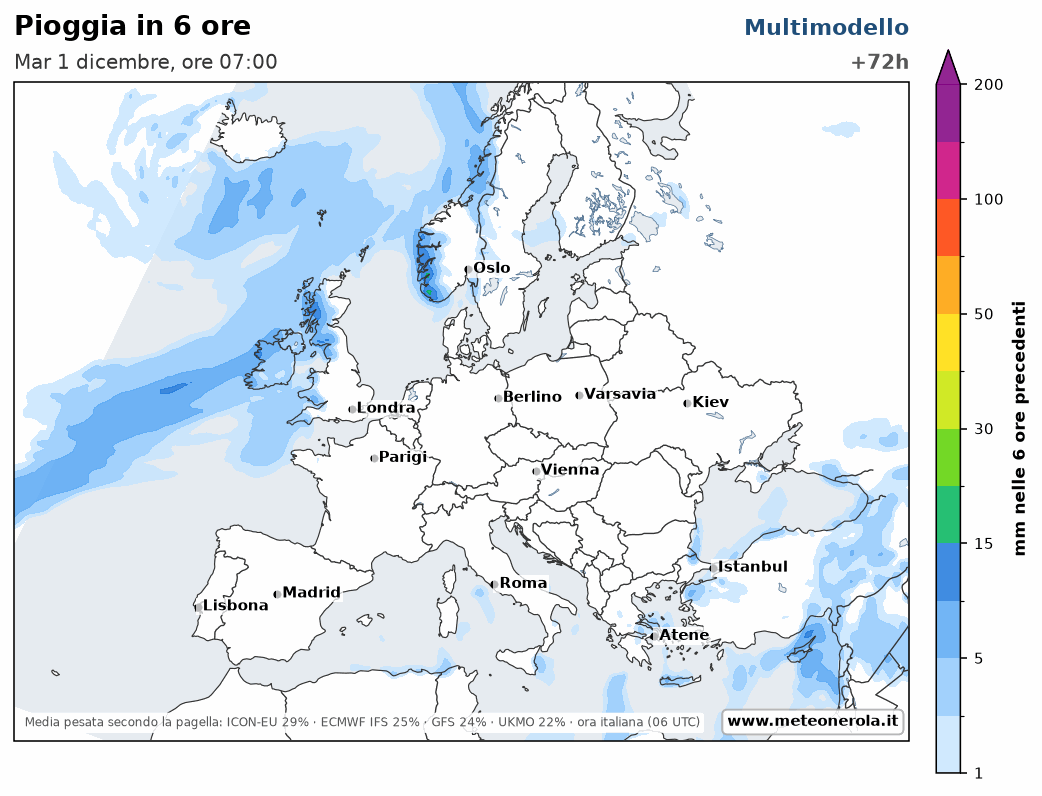 Pioggia in 6 ore
Multimodello
Mar 1 dicembre, ore 07:00
+72h
200
100
50
30
15
5
1
mm nelle 6 ore precedenti
Oslo
Berlino
Varsavia
Kiev
Londra
Parigi
Vienna
Istanbul
Roma
Madrid
Lisbona
Atene
Media pesata secondo la pagella: ICON-EU 29% · ECMWF IFS 25% · GFS 24% · UKMO 22% · ora italiana (06 UTC)
www.meteonerola.it